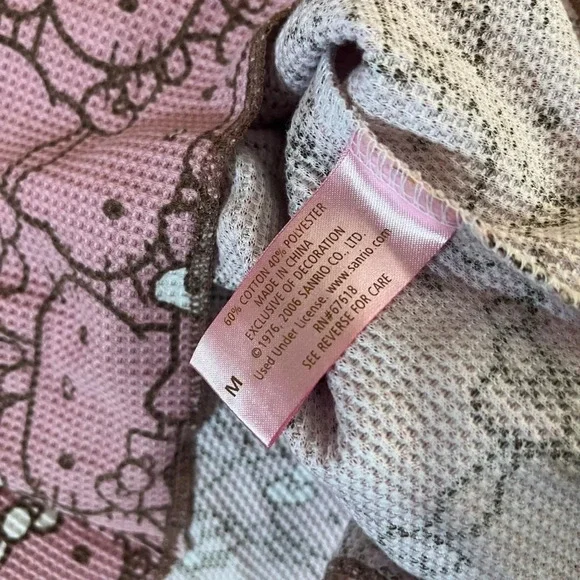 60% COTTON 40% POLYESTER
MADE IN CHINA
EXCLUSIVE OF DECORATION
© 1976, 2006 SANRIO CO., LTD.
Used Under License. www.sanrio.com
RN#67618
SEE REVERSE FOR CARE
M